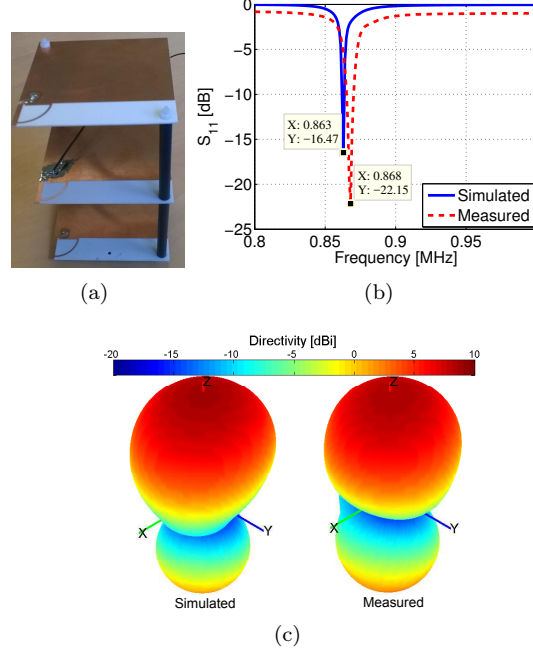 0
−5
−10
−15
−20
−25
S11 [dB]
X: 0.863
Y: −16.47
X: 0.868
Y: −22.15
Simulated
Measured
0.8 0.85 0.9 0.95
Frequency [MHz]
(a) (b)
Directivity [dBi]
-20 -15 -10 -5 0 5 10
Z Z
X Y X Y
Simulated Measured
(c)